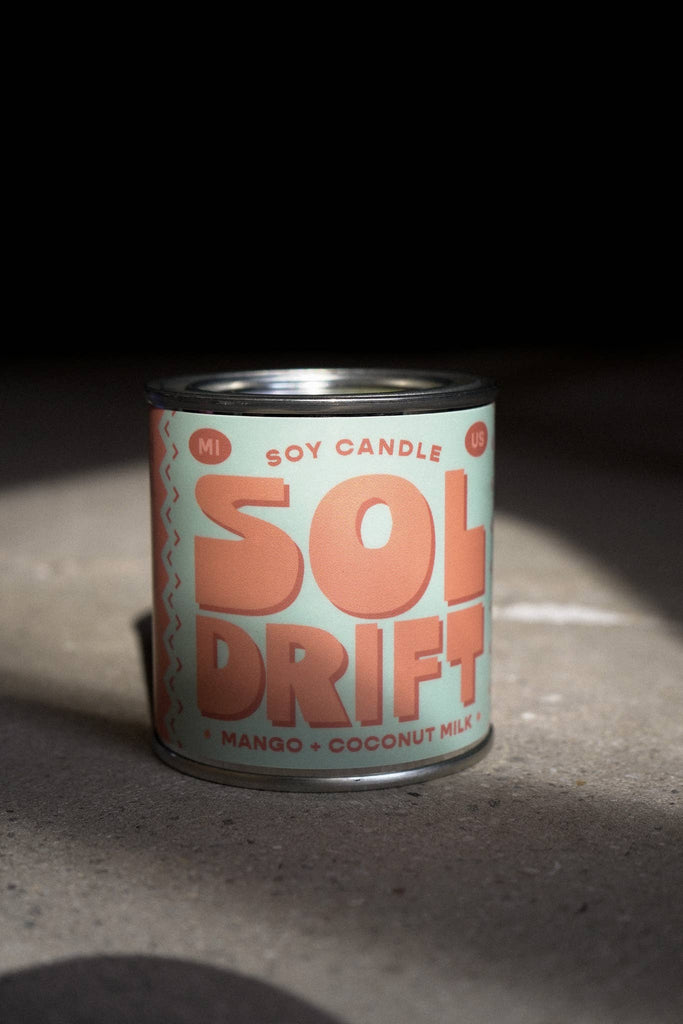 MI
US
SOY CANDLE
SOL
DRIFT
MANGO + COCONUT MILK